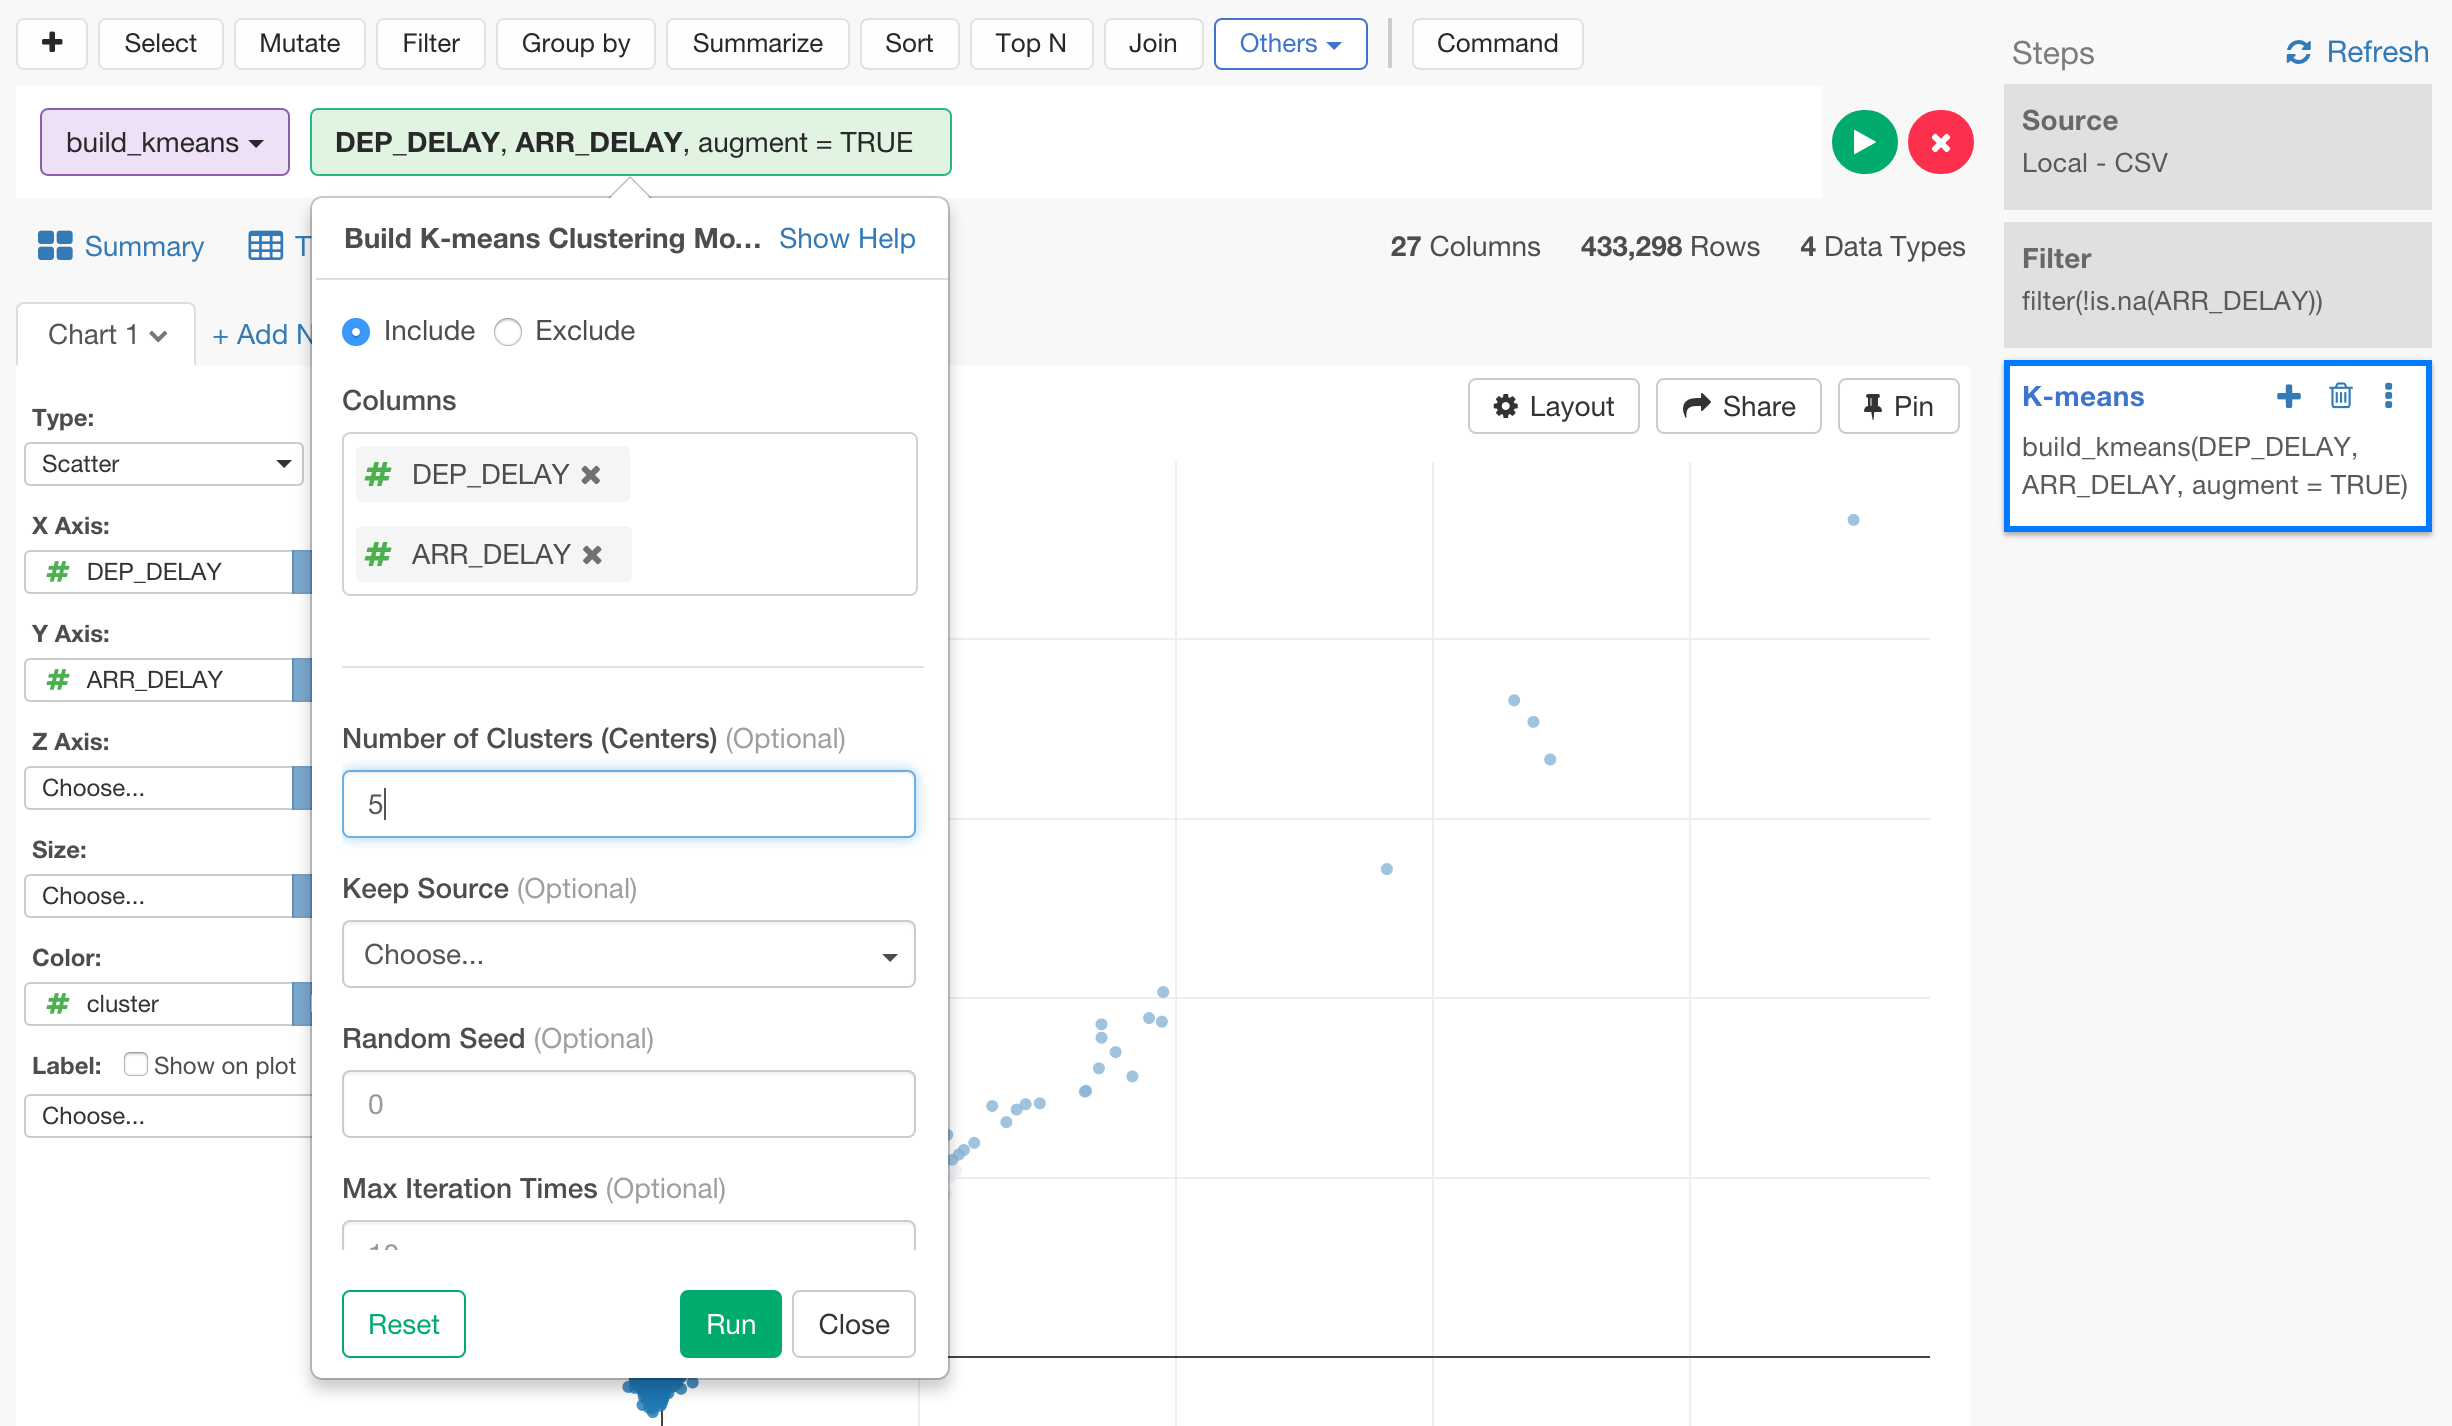 Select Mutate Filter Group by Summarize Sort Top N Join Others Command
Steps Refresh
build_kmeans DEP_DELAY, ARR_DELAY, augment = TRUE
Source
Local - CSV
Build K-means Clustering Mo... Show Help
Summary T
27 Columns 433,298 Rows 4 Data Types
Filter
filter(!is.na(ARR_DELAY))
Chart 1 + Add N
Include Exclude
K-means
build_kmeans(DEP_DELAY,
ARR_DELAY, augment = TRUE)
Layout Share Pin
Type:
Scatter
X Axis:
# DEP_DELAY
Y Axis:
# ARR_DELAY
Z Axis:
Choose...
Size:
Choose...
Color:
# cluster
Label: Show on plot
Choose...
Columns
# DEP_DELAY
# ARR_DELAY
Number of Clusters (Centers) (Optional)
5
Keep Source (Optional)
Choose...
Random Seed (Optional)
0
Max Iteration Times (Optional)
Reset Run Close